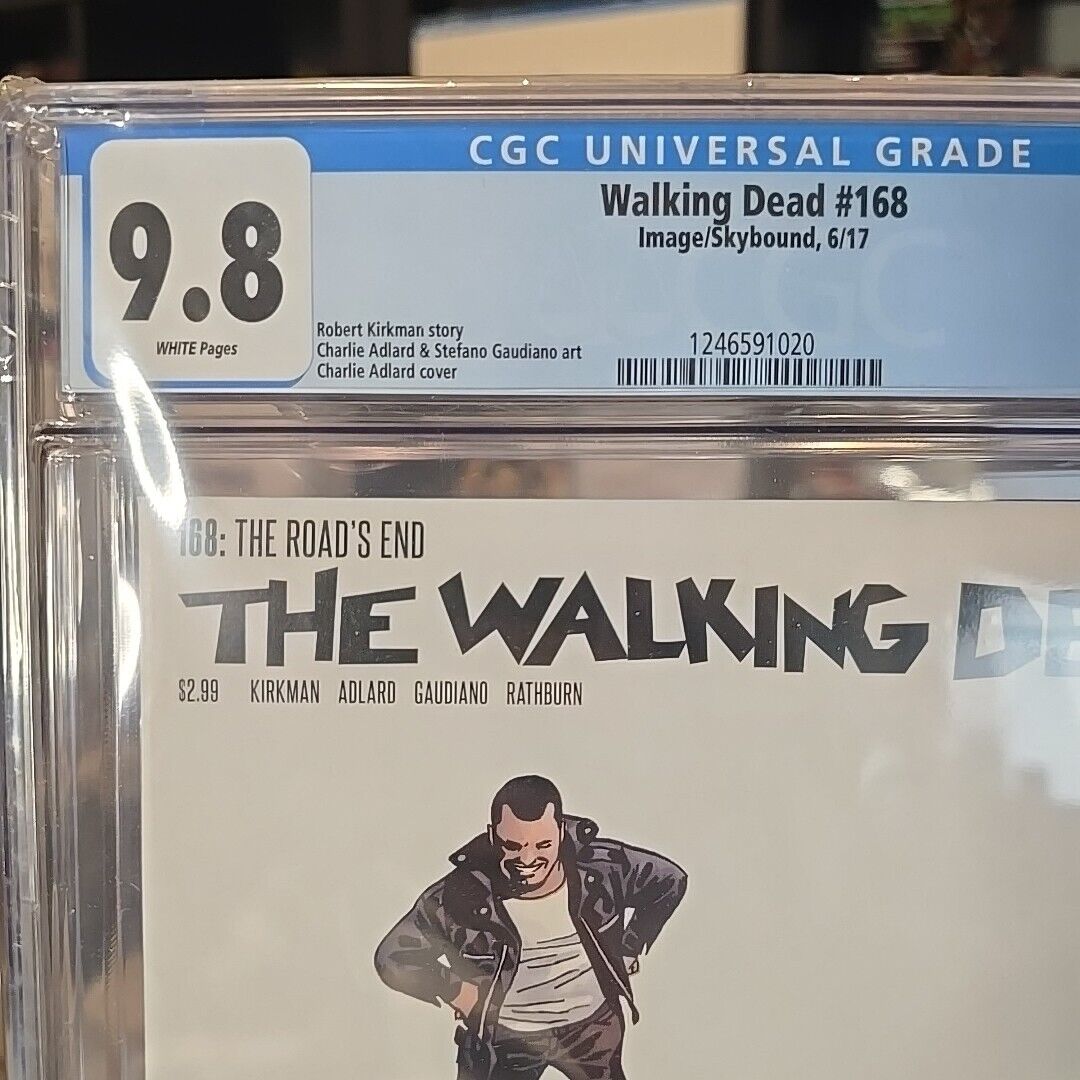 CGC UNIVERSAL GRADE
9.8
WHITE Pages
Walking Dead #168
Image/Skybound, 6/17
Robert Kirkman story
Charlie Adlard & Stefano Gaudiano art
Charlie Adlard cover
1246591020
168: THE ROAD'S END
THE WALKING DE
$2.99 KIRKMAN ADLARD GAUDIANO RATHBURN